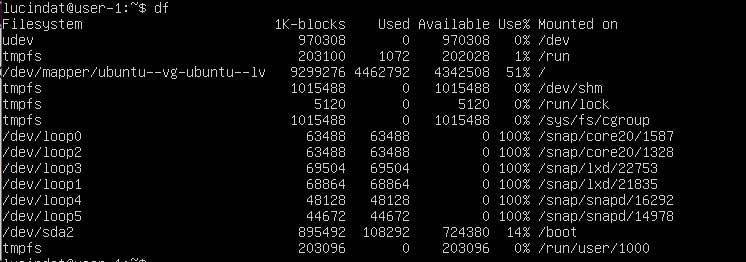 lucindat@user-1:~$ df
Filesystem 1K-blocks Used Available Use% Mounted on
udev 970308 0 970308 0% /dev
tmpfs 203100 1072 202028 1% /run
/dev/mapper/ubuntu--vg-ubuntu--lv 9299276 4462792 4342508 51% /
tmpfs 1015488 0 1015488 0% /dev/shm
tmpfs 5120 0 5120 0% /run/lock
tmpfs 1015488 0 1015488 0% /sys/fs/cgroup
/dev/loop0 63488 63488 0 100% /snap/core20/1587
/dev/loop2 63488 63488 0 100% /snap/core20/1328
/dev/loop3 69504 69504 0 100% /snap/lxd/22753
/dev/loop1 68864 68864 0 100% /snap/lxd/21835
/dev/loop4 48128 48128 0 100% /snap/snapd/16292
/dev/loop5 44672 44672 0 100% /snap/snapd/14978
/dev/sda2 895492 108292 724380 14% /boot
tmpfs 203096 0 203096 0% /run/user/1000
lucindat@user-1:~$